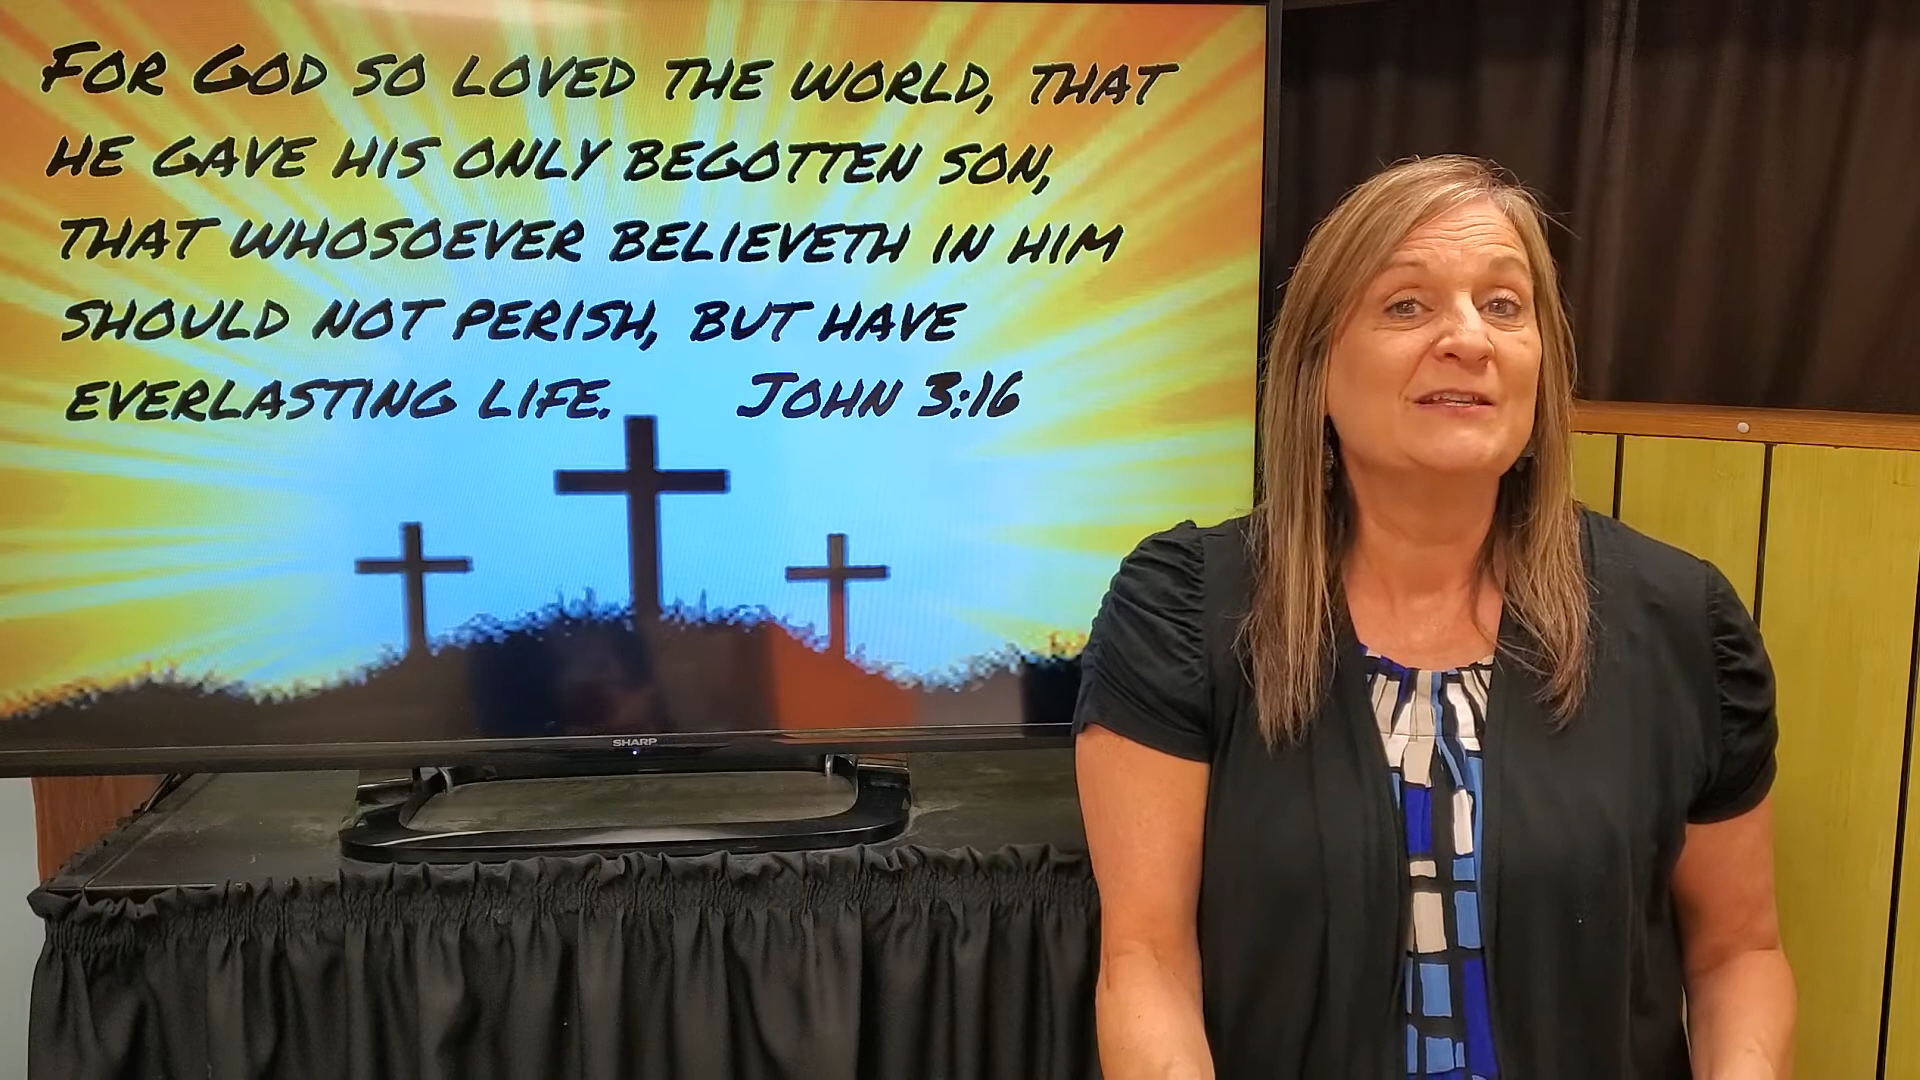 For God so loved the world, that
he gave his only begotten son,
that whosoever believeth in him
should not perish, but have
everlasting life. John 3:16
SHARP